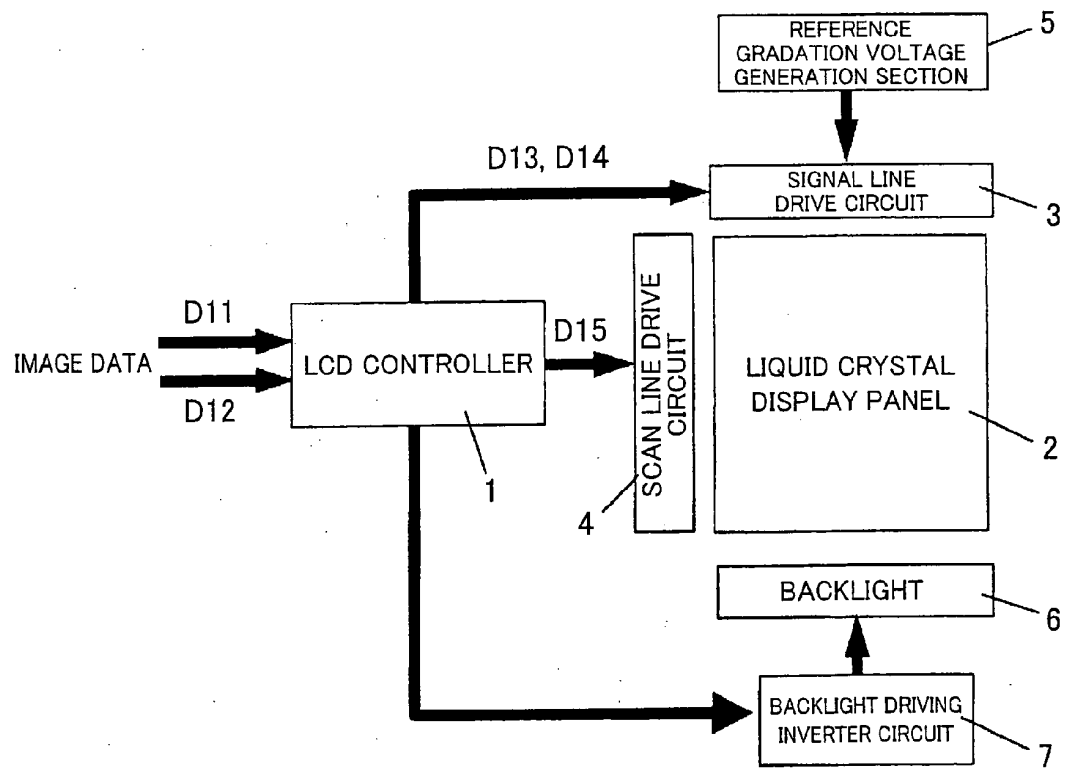 REFERENCE
GRADATION VOLTAGE
GENERATION SECTION
5
D13, D14
SIGNAL LINE
DRIVE CIRCUIT
3
D11
IMAGE DATA
D12
LCD CONTROLLER
1
D15
SCAN LINE DRIVE
CIRCUIT
4
LIQUID CRYSTAL
DISPLAY PANEL
2
BACKLIGHT
6
BACKLIGHT DRIVING
INVERTER CIRCUIT
7